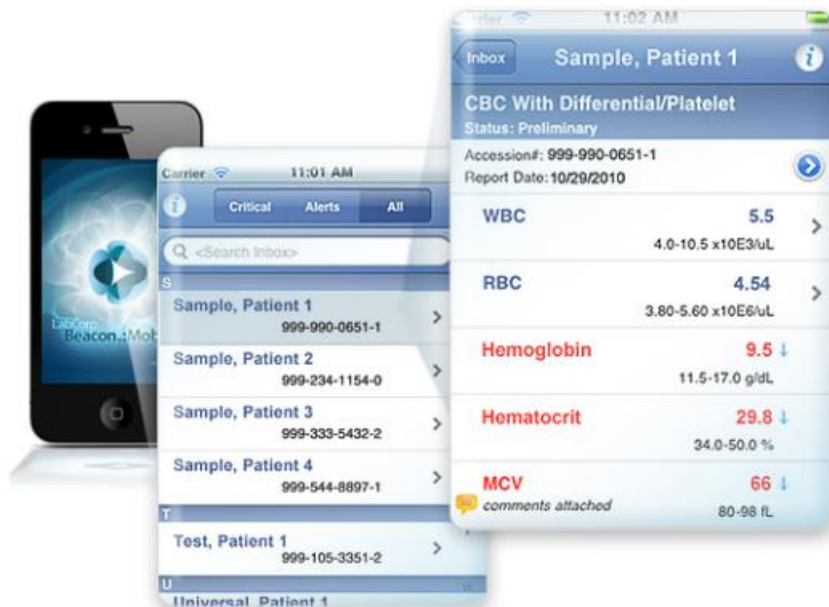 LabCorp
Beacon.:Mob
Carrier 11:01 AM
Critical Alerts All
<Search Inbox>
S
Sample, Patient 1
999-990-0651-1
Sample, Patient 2
999-234-1154-0
Sample, Patient 3
999-333-5432-2
Sample, Patient 4
999-544-8897-1
T
Test, Patient 1
999-105-3351-2
U
Universal, Patient 1
11:02 AM
Inbox Sample, Patient 1
CBC With Differential/Platelet
Status: Preliminary
Accession#: 999-990-0651-1
Report Date: 10/29/2010
WBC 5.5
4.0-10.5 x10E3/uL
RBC 4.54
3.80-5.60 x10E6/uL
Hemoglobin 9.5 ↓
11.5-17.0 g/dL
Hematocrit 29.8 ↓
34.0-50.0 %
MCV 66 ↓
comments attached 80-98 fL